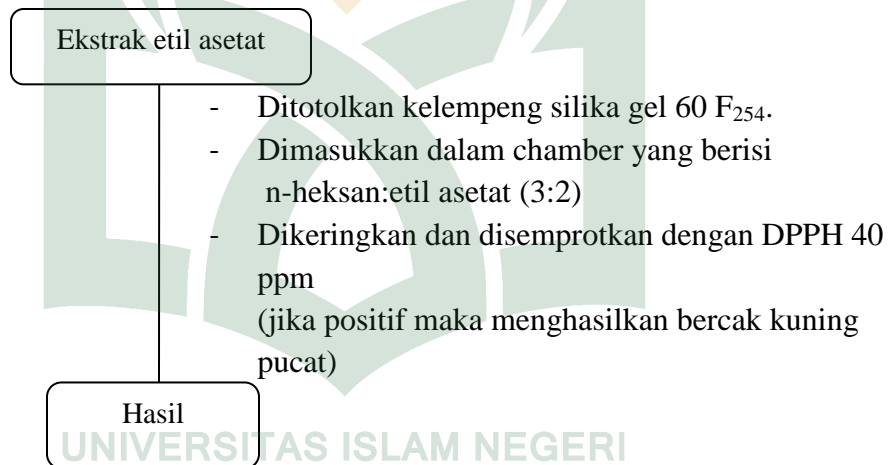 Ekstrak etil asetat
- Ditotolkan kelempeng silika gel 60 F₂₅₄.
- Dimasukkan dalam chamber yang berisi
n-heksan:etil asetat (3:2)
- Dikeringkan dan disemprotkan dengan DPPH 40
ppm
(jika positif maka menghasilkan bercak kuning
pucat)
Hasil
UNIVERSITAS ISLAM NEGERI